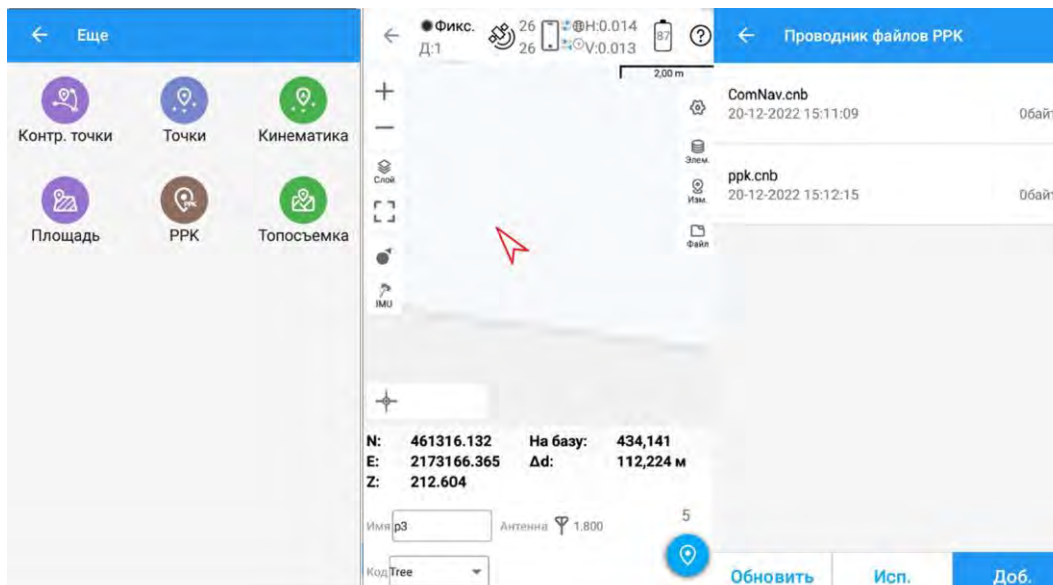 Еще
Контр. точки
Точки
Кинематика
Площадь
PPK
Топосъемка
Фикс.
Д:1
26
26
H:0.014
V:0.013
87
2,00 m
Слой
IMU
Элем.
Изм.
Файл
N: 461316.132 На базу: 434,141
E: 2173166.365 Δd: 112,224 м
Z: 212.604
5
Имя p3 Антенна 1.800
Код Tree
Проводник файлов PPK
ComNav.cnb
20-12-2022 15:11:09 0байт
ppk.cnb
20-12-2022 15:12:15 0байт
Обновить Исп. Доб.